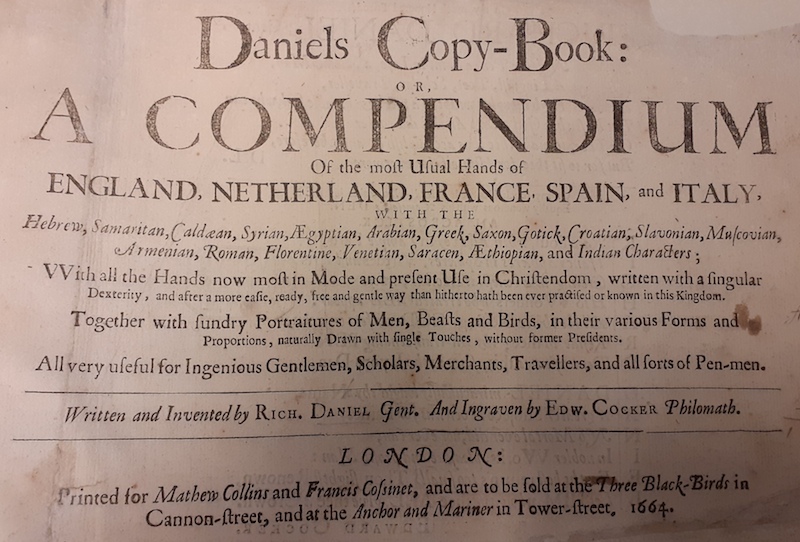 Daniels Copy-Book:
OR,
A COMPENDIUM
Of the moſt Uſual Hands of
ENGLAND, NETHERLAND, FRANCE, SPAIN, and ITALY,
WITH THE
Hebrew, Samaritan, Caldæan, Syrian, Ægyptian, Arabian, Greek, Saxon, Gotick, Croatian, Slavonian, Muſcovian,
Armenian, Roman, Florentine, Venetian, Saracen, Æthiopian, and Indian Characters;
VVith all the Hands now moſt in Mode and preſent Uſe in Chriſtendom, written with a ſingular
Dexterity, and after a more eaſie, ready, free and gentle way than hitherto hath been ever practiſed or known in this Kingdom.
Together with ſundry Portraitures of Men, Beaſts and Birds, in their various Forms and
Proportions, naturally Drawn with ſingle Touches, without former Preſidents.
All very uſeful for Ingenious Gentlemen, Scholars, Merchants, Travellers, and all ſorts of Pen-men.
Written and Invented by RICH. DANIEL Gent. And Ingraven by EDW. COCKER Philomath.
LONDON:
Printed for Mathew Collins and Francis Coſsinet, and are to be ſold at the Three Black-Birds in
Cannon-ſtreet, and at the Anchor and Mariner in Tower-ſtreet, 1664.